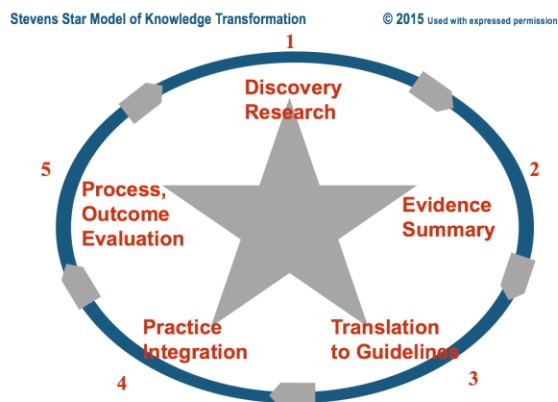 Stevens Star Model of Knowledge Transformation
© 2015 Used with expressed permission
1
Discovery
Research
2
Evidence
Summary
3
Translation
to Guidelines
4
Practice
Integration
5
Process,
Outcome
Evaluation